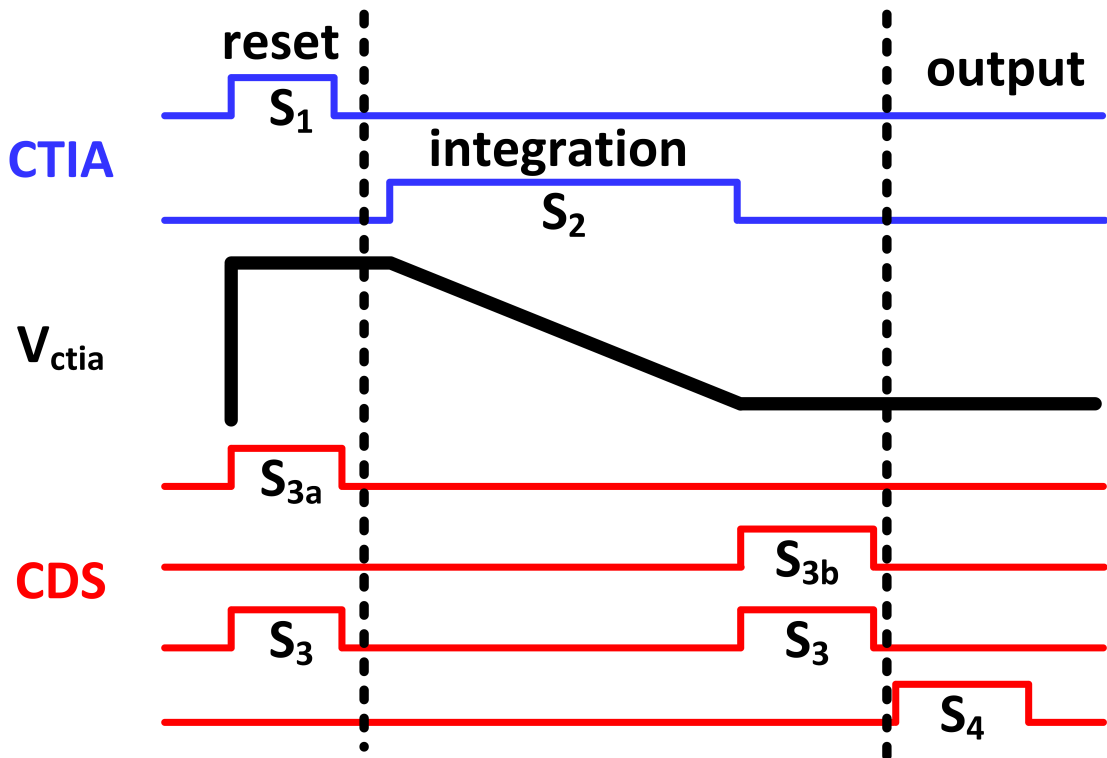 reset
output
S1
CTIA
integration
S2
Vctia
S3a
S3b
CDS
S3
S3
S4